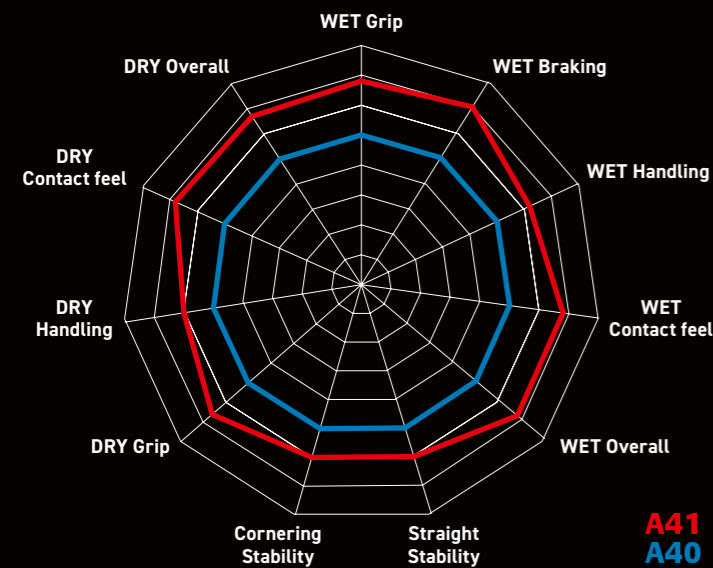 WET Grip
WET Braking
WET Handling
WET
Contact feel
WET Overall
Straight
Stability
Cornering
Stability
DRY Grip
DRY
Handling
DRY
Contact feel
DRY Overall
A41
A40